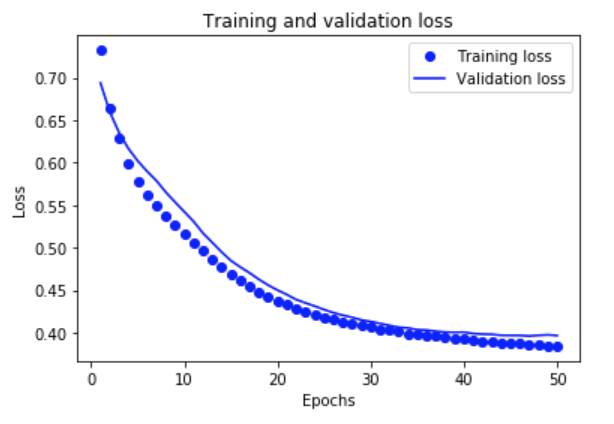 Training and validation loss
Training loss
Validation loss
Loss
0.70
0.65
0.60
0.55
0.50
0.45
0.40
0
10
20
30
40
50
Epochs